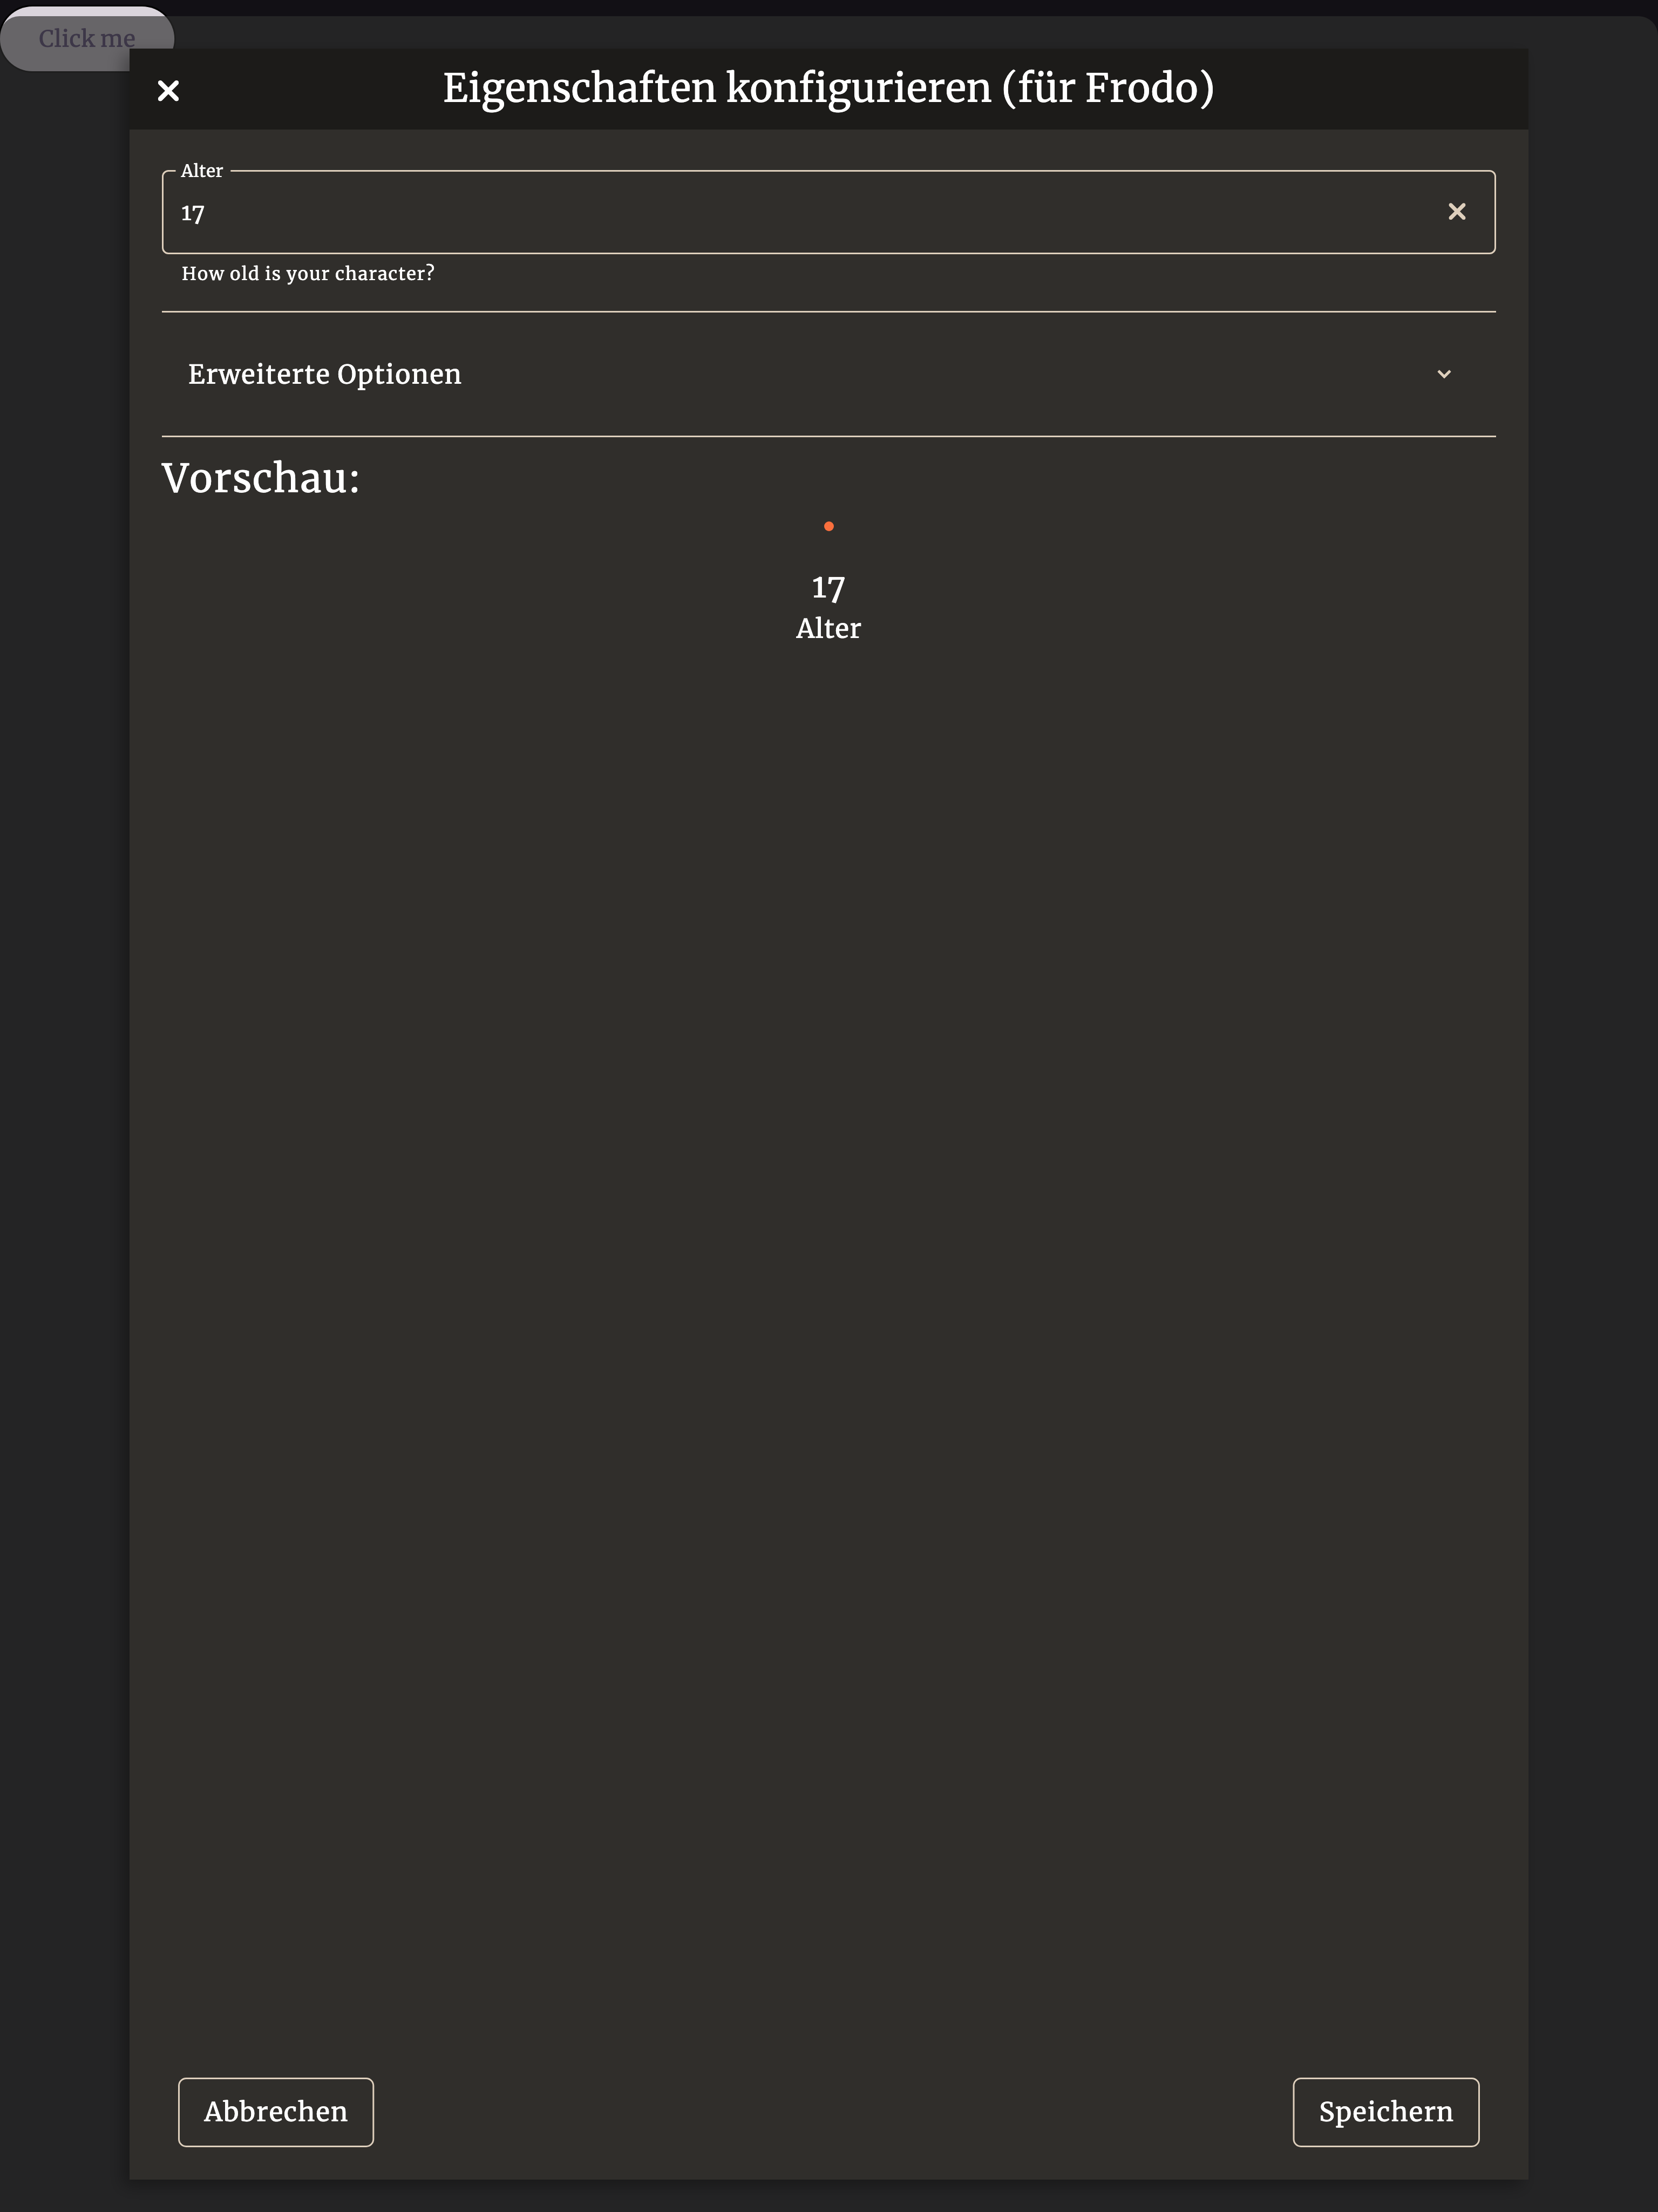 Click me
Eigenschaften konfigurieren (für Frodo)
Alter
17
How old is your character?
Erweiterte Optionen
Vorschau:
17
Alter
Abbrechen
Speichern